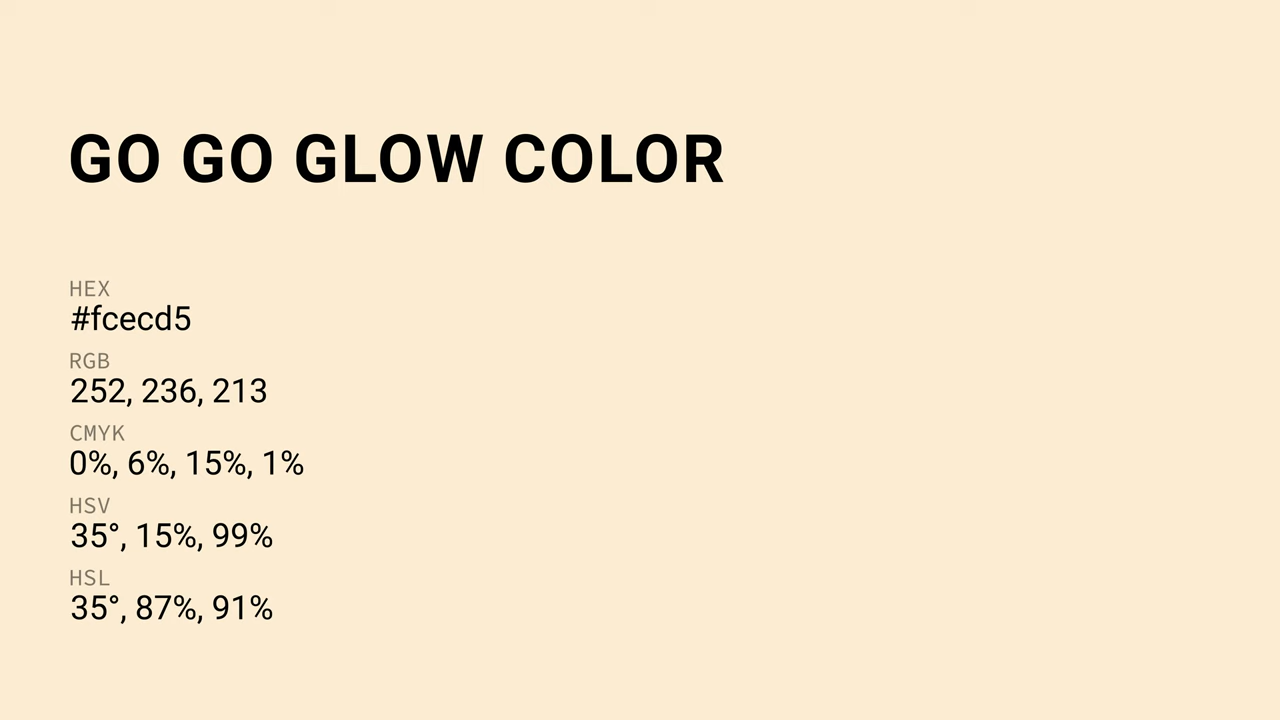 GO GO GLOW COLOR
HEX
#fcecd5
RGB
252, 236, 213
CMYK
0%, 6%, 15%, 1%
HSV
35°, 15%, 99%
HSL
35°, 87%, 91%